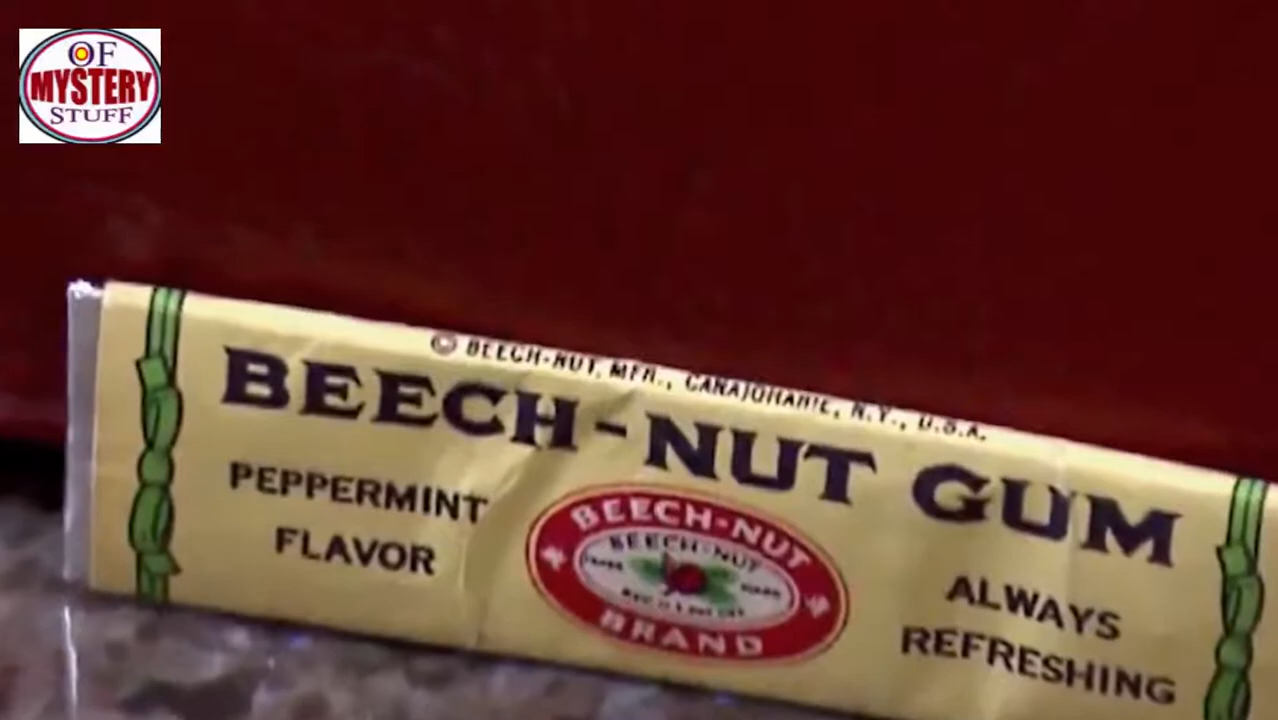 OF
MYSTERY
STUFF
© BEECH-NUT. MFR., CANAJOHARIE, N.Y., U.S.A.
BEECH-NUT GUM
PEPPERMINT
FLAVOR
BEECH-NUT
BEECH-NUT
BRAND
ALWAYS
REFRESHING